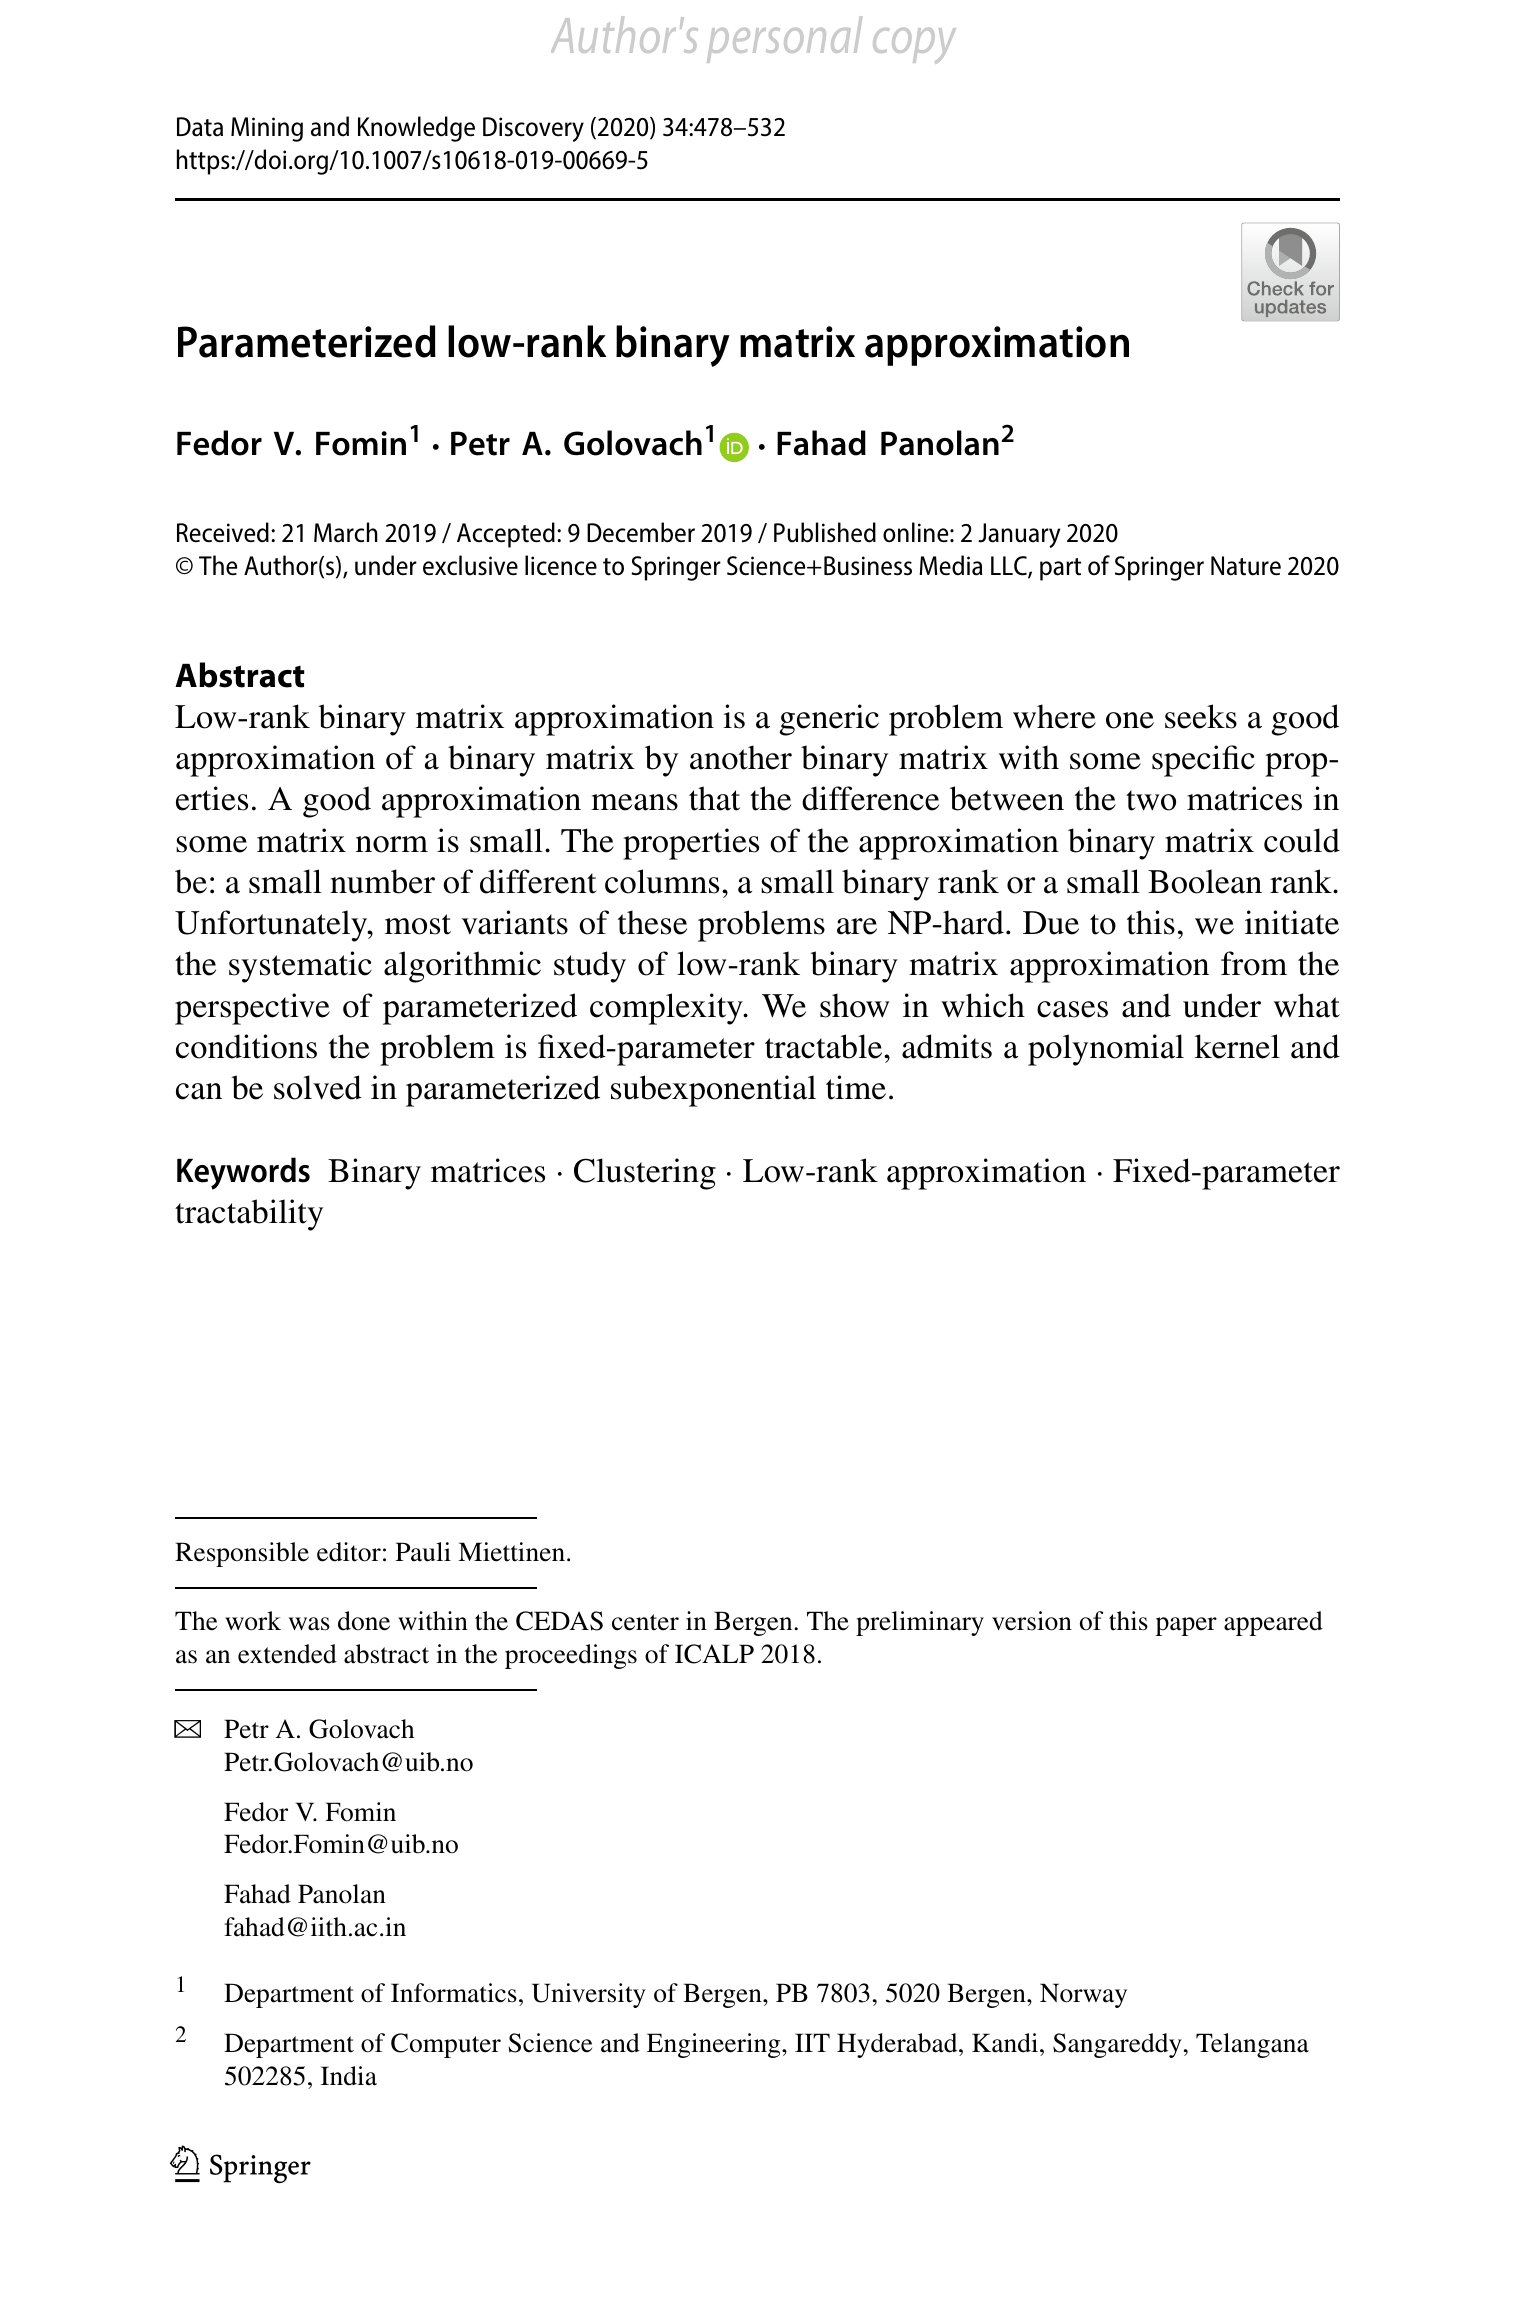 Author's personal copy
Data Mining and Knowledge Discovery (2020) 34:478–532
https://doi.org/10.1007/s10618-019-00669-5
Check for
updates
Parameterized low-rank binary matrix approximation
Fedor V. Fomin¹ · Petr A. Golovach¹ iD · Fahad Panolan²
Received: 21 March 2019 / Accepted: 9 December 2019 / Published online: 2 January 2020
© The Author(s), under exclusive licence to Springer Science+Business Media LLC, part of Springer Nature 2020
Abstract
Low-rank binary matrix approximation is a generic problem where one seeks a good
approximation of a binary matrix by another binary matrix with some specific prop-
erties. A good approximation means that the difference between the two matrices in
some matrix norm is small. The properties of the approximation binary matrix could
be: a small number of different columns, a small binary rank or a small Boolean rank.
Unfortunately, most variants of these problems are NP-hard. Due to this, we initiate
the systematic algorithmic study of low-rank binary matrix approximation from the
perspective of parameterized complexity. We show in which cases and under what
conditions the problem is fixed-parameter tractable, admits a polynomial kernel and
can be solved in parameterized subexponential time.
Keywords Binary matrices · Clustering · Low-rank approximation · Fixed-parameter
tractability
Responsible editor: Pauli Miettinen.
The work was done within the CEDAS center in Bergen. The preliminary version of this paper appeared
as an extended abstract in the proceedings of ICALP 2018.
Petr A. Golovach
Petr.Golovach@uib.no
Fedor V. Fomin
Fedor.Fomin@uib.no
Fahad Panolan
fahad@iith.ac.in
1 Department of Informatics, University of Bergen, PB 7803, 5020 Bergen, Norway
2 Department of Computer Science and Engineering, IIT Hyderabad, Kandi, Sangareddy, Telangana
502285, India
Springer